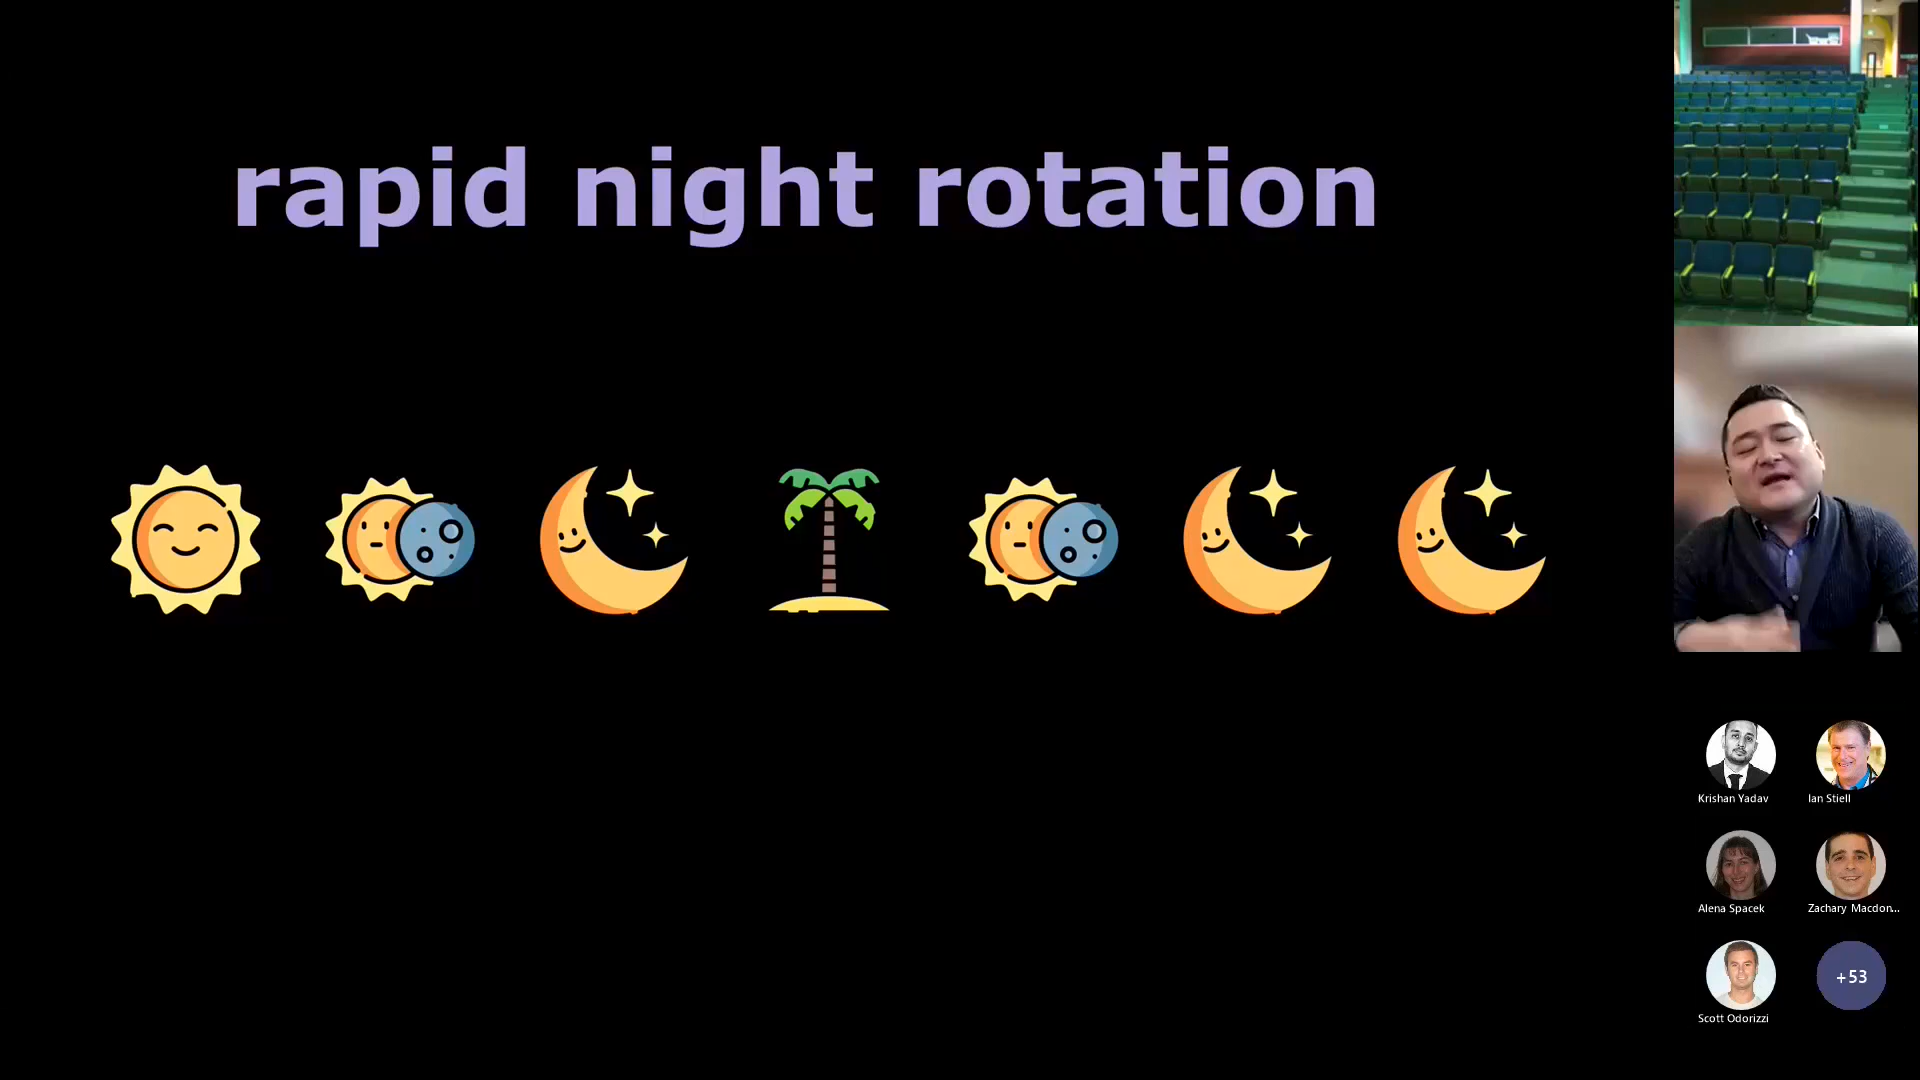 rapid night rotation
Krishan Yadav
Ian Stiell
Alena Spacek
Zachary Macdon...
Scott Odorizzi
+53